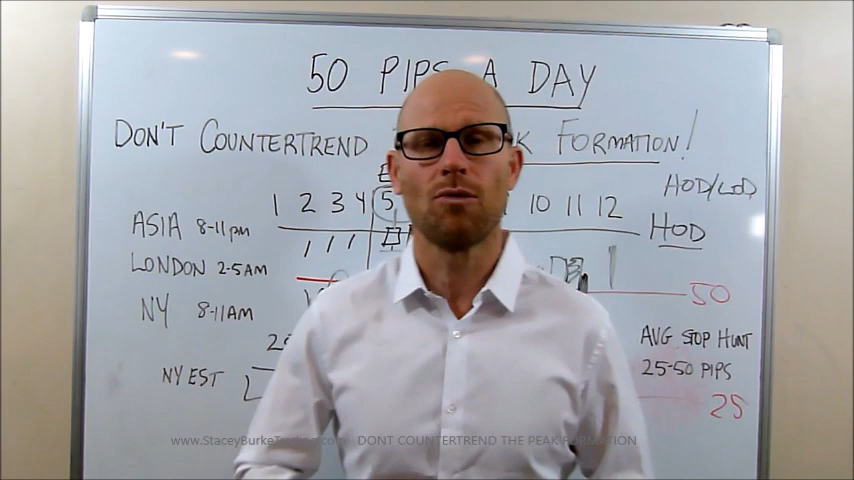 50 PIPS A DAY
DON'T COUNTERTREND K FORMATION!
HOD/LOD
1 2 3 4 5 10 11 12
HOD
ASIA 8-11pm
LONDON 2-5AM
50
NY 8-11AM
AVG STOP HUNT
25-50 PIPS
NY EST
25
DONT COUNTERTREND THE PEAK FORMATION